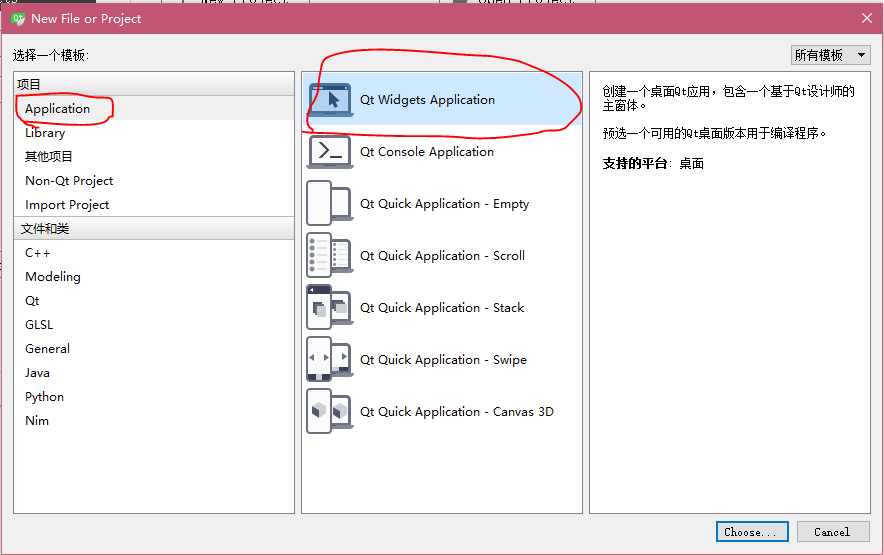 New Project
Open Project
New File or Project
选择一个模板:
所有模板
项目
Application
Library
其他项目
Non-Qt Project
Import Project
文件和类
C++
Modeling
Qt
GLSL
General
Java
Python
Nim
Qt Widgets Application
Qt Console Application
Qt Quick Application - Empty
Qt Quick Application - Scroll
Qt Quick Application - Stack
Qt Quick Application - Swipe
Qt Quick Application - Canvas 3D
创建一个桌面Qt应用，包含一个基于Qt设计师的
主窗体。
预选一个可用的Qt桌面版本用于编译程序。
支持的平台: 桌面
Choose...
Cancel